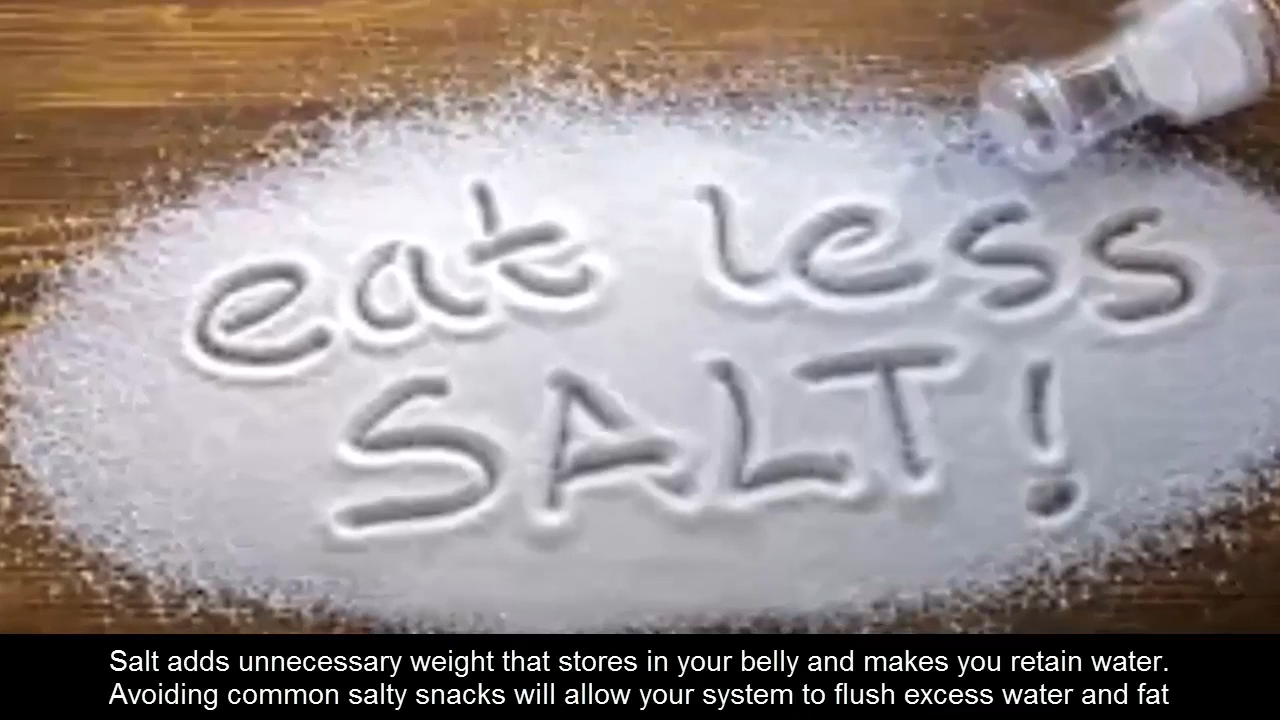 eat less
SALT!
Salt adds unnecessary weight that stores in your belly and makes you retain water.
Avoiding common salty snacks will allow your system to flush excess water and fat